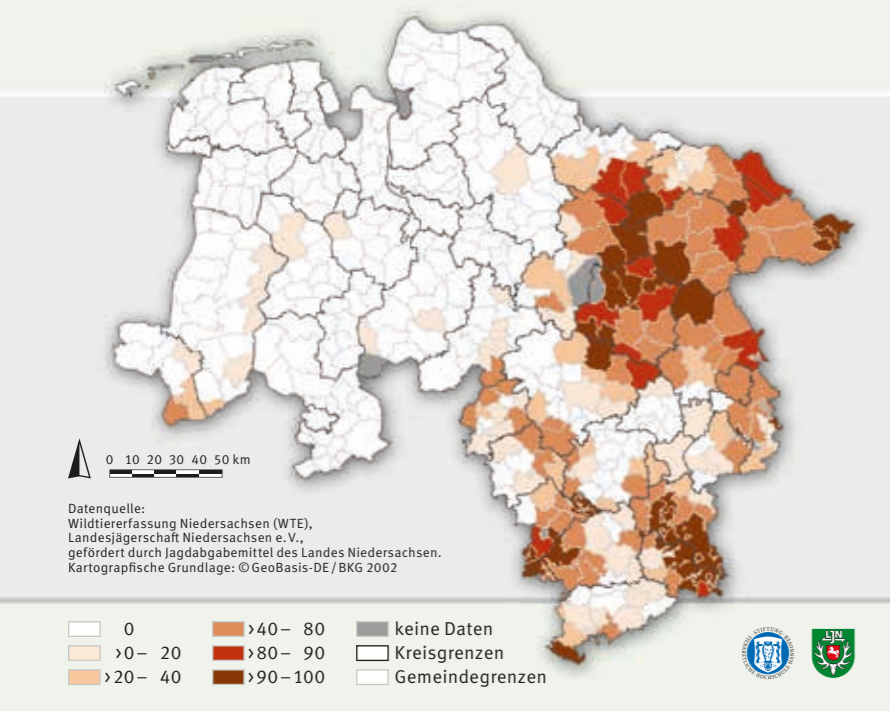 0 10 20 30 40 50 km
Datenquelle:
Wildtiererfassung Niedersachsen (WTE),
Landesjägerschaft Niedersachsen e.V.,
gefördert durch Jagdabgabemittel des Landes Niedersachsen.
Kartografische Grundlage: © GeoBasis-DE / BKG 2002
0
>0 – 20
>20 – 40
>40 – 80
>80 – 90
>90 – 100
keine Daten
Kreisgrenzen
Gemeindegrenzen
LJN